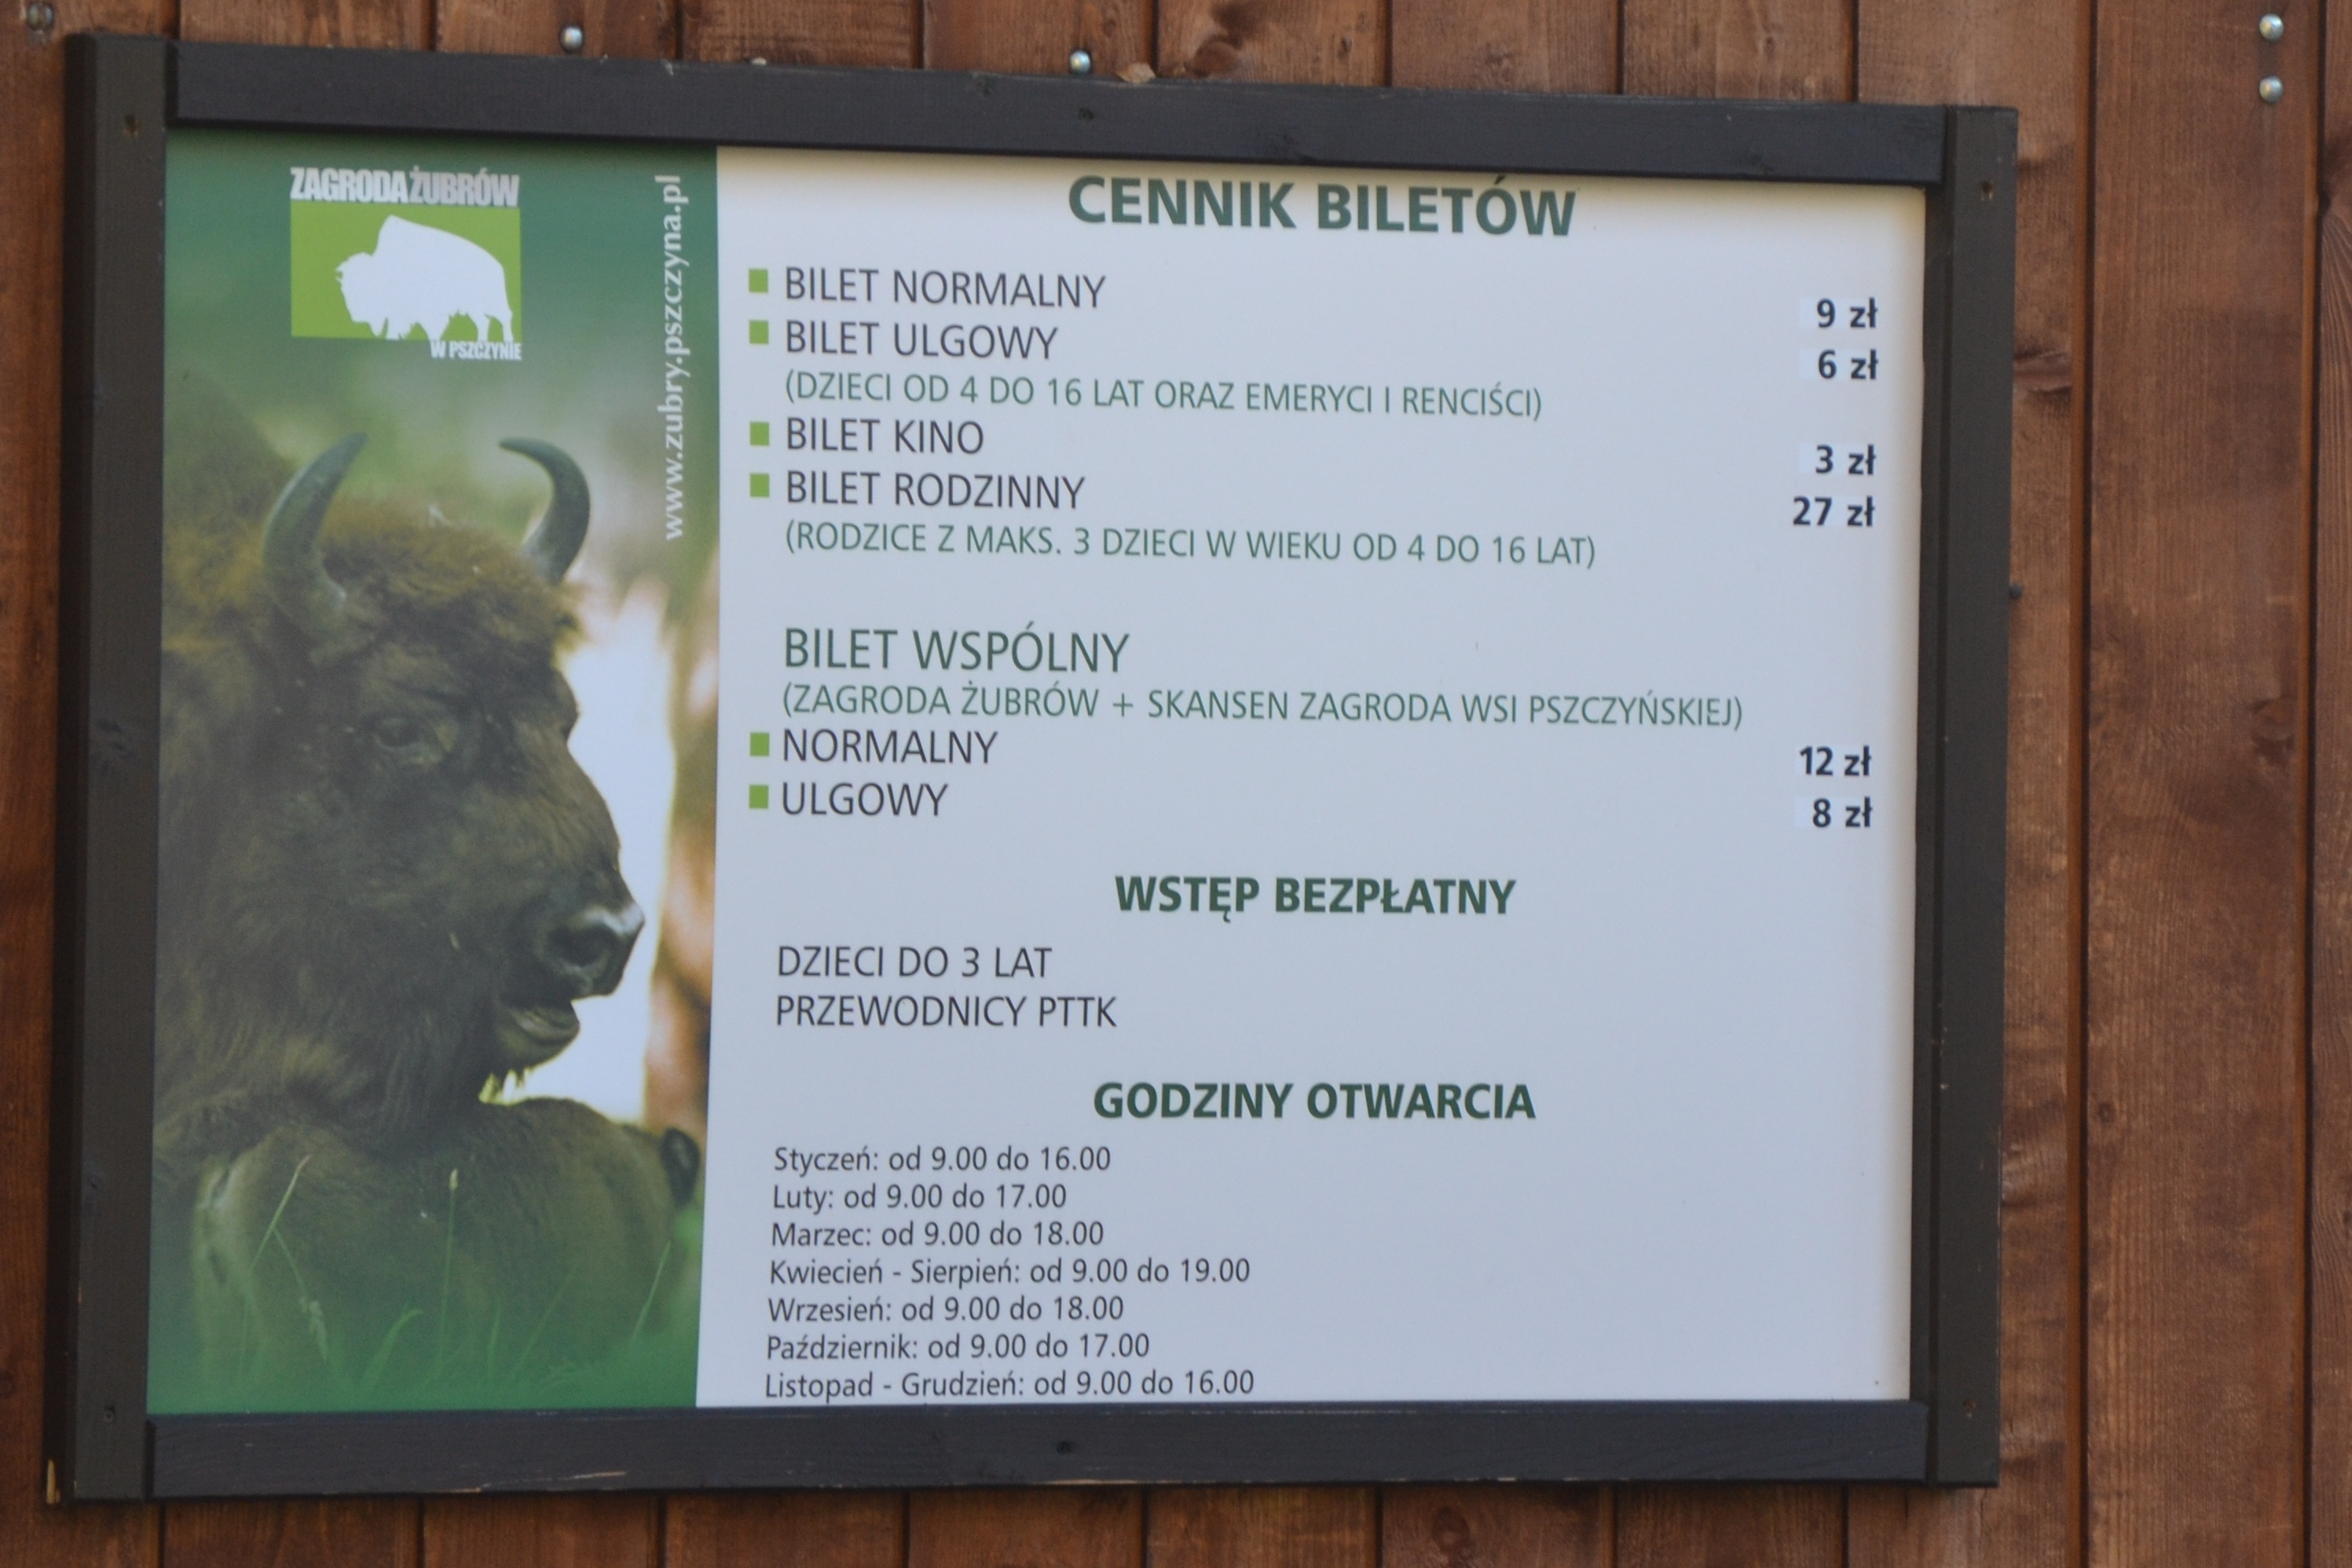 ZAGRODA ŻUBRÓW
W PSZCZYNIE
www.zubry.pszczyna.pl
CENNIK BILETÓW
BILET NORMALNY 9 zł
BILET ULGOWY 6 zł
(DZIECI OD 4 DO 16 LAT ORAZ EMERYCI I RENCIŚCI)
BILET KINO 3 zł
BILET RODZINNY 27 zł
(RODZICE Z MAKS. 3 DZIECI W WIEKU OD 4 DO 16 LAT)
BILET WSPÓLNY
(ZAGRODA ŻUBRÓW + SKANSEN ZAGRODA WSI PSZCZYŃSKIEJ)
NORMALNY 12 zł
ULGOWY 8 zł
WSTĘP BEZPŁATNY
DZIECI DO 3 LAT
PRZEWODNICY PTTK
GODZINY OTWARCIA
Styczeń: od 9.00 do 16.00
Luty: od 9.00 do 17.00
Marzec: od 9.00 do 18.00
Kwiecień - Sierpień: od 9.00 do 19.00
Wrzesień: od 9.00 do 18.00
Październik: od 9.00 do 17.00
Listopad - Grudzień: od 9.00 do 16.00